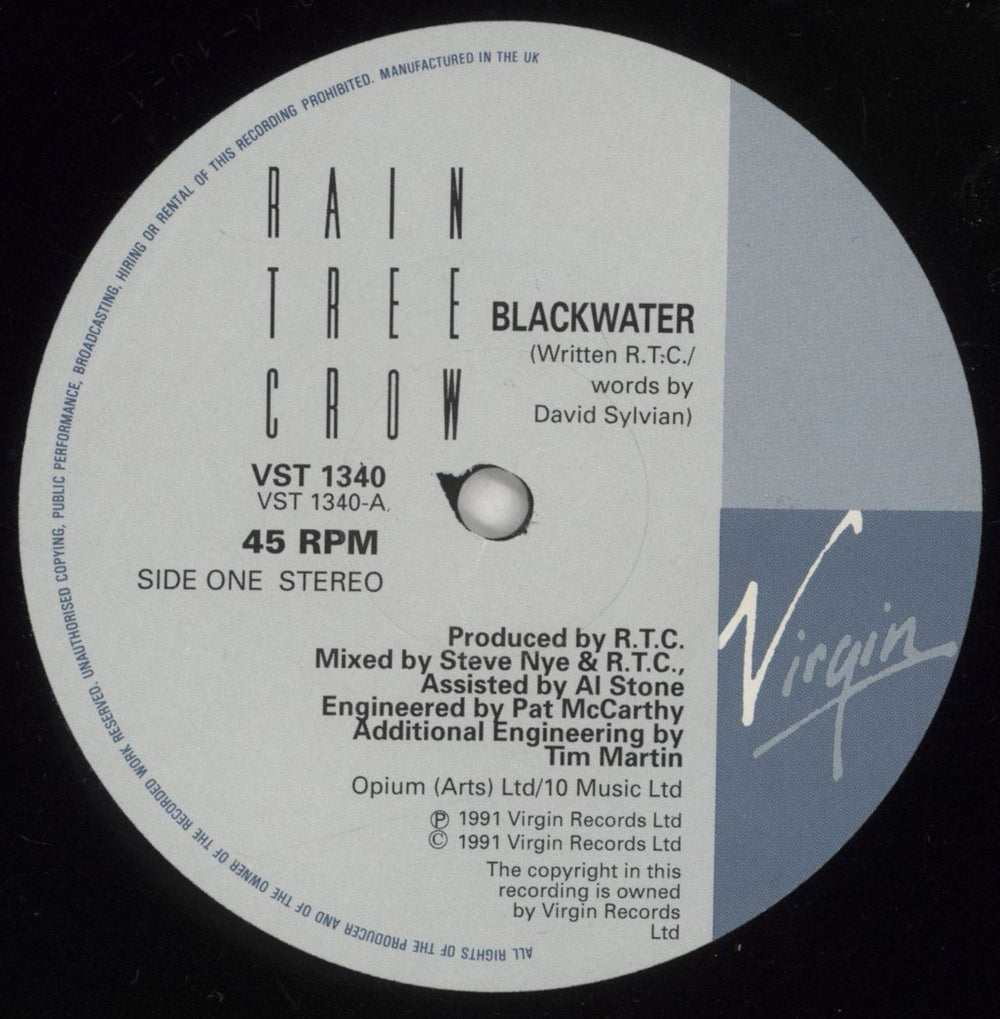 ALL RIGHTS OF THE PRODUCER AND OF THE OWNER OF THE RECORDED WORK RESERVED. UNAUTHORISED COPYING, PUBLIC PERFORMANCE, BROADCASTING, HIRING OR RENTAL OF THIS RECORDING PROHIBITED. MANUFACTURED IN THE UK
RAIN
TREE
CROW
BLACKWATER
(Written R.T.C./
words by
David Sylvian)
VST 1340
VST 1340-A
45 RPM
SIDE ONE STEREO
Virgin
Produced by R.T.C.
Mixed by Steve Nye & R.T.C.,
Assisted by Al Stone
Engineered by Pat McCarthy
Additional Engineering by
Tim Martin
Opium (Arts) Ltd/10 Music Ltd
℗ 1991 Virgin Records Ltd
© 1991 Virgin Records Ltd
The copyright in this
recording is owned
by Virgin Records
Ltd